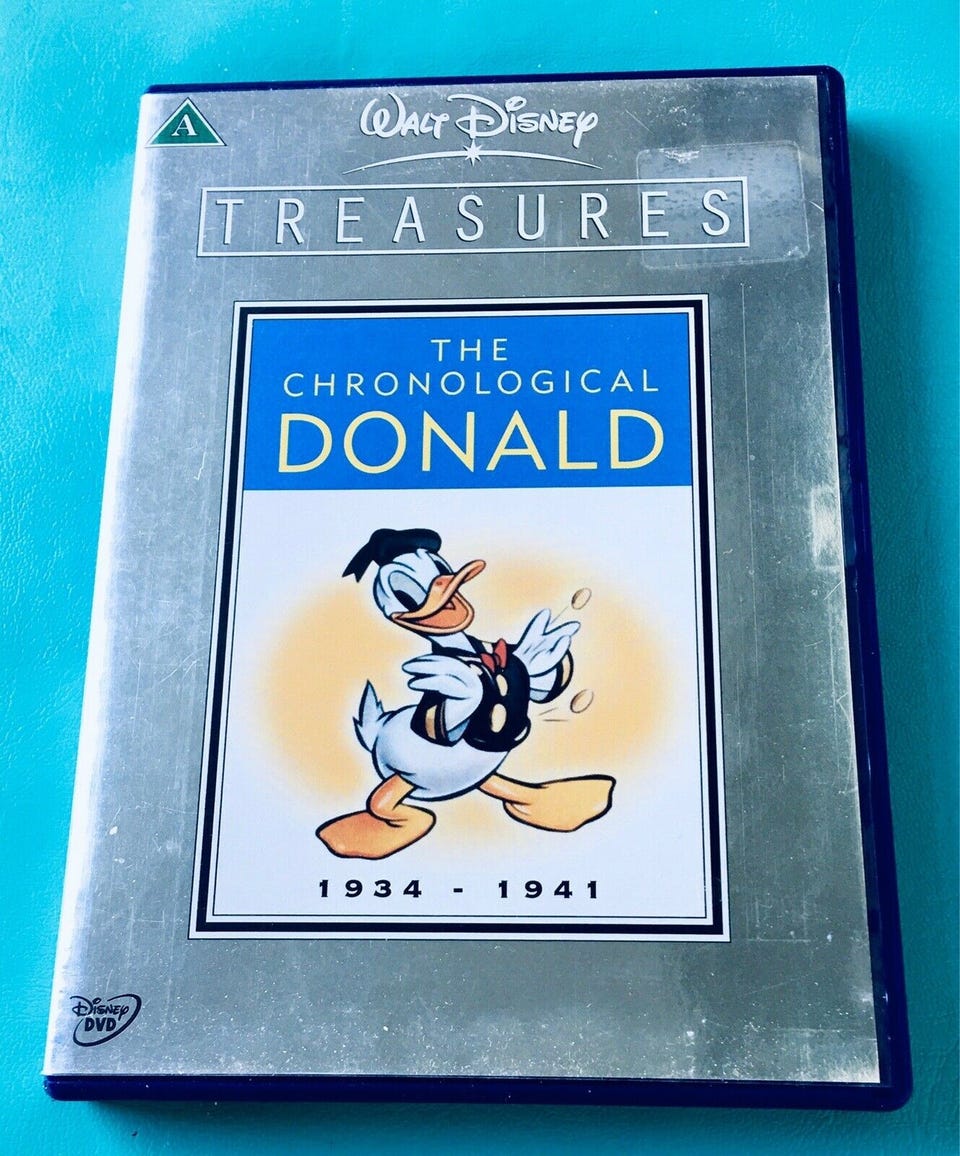 A
WALT DISNEY
TREASURES
THE
CHRONOLOGICAL
DONALD
1934 - 1941
DISNEY
DVD